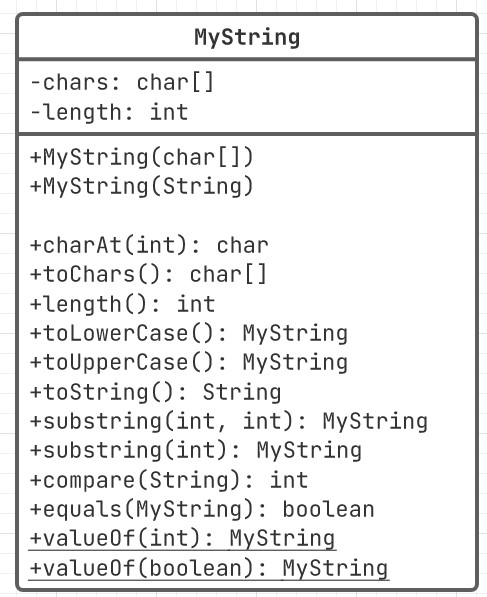 MyString
-chars: char[]
-length: int
+MyString(char[])
+MyString(String)
+charAt(int): char
+toChars(): char[]
+length(): int
+toLowerCase(): MyString
+toUpperCase(): MyString
+toString(): String
+substring(int, int): MyString
+substring(int): MyString
+compare(String): int
+equals(MyString): boolean
+valueOf(int): MyString
+valueOf(boolean): MyString